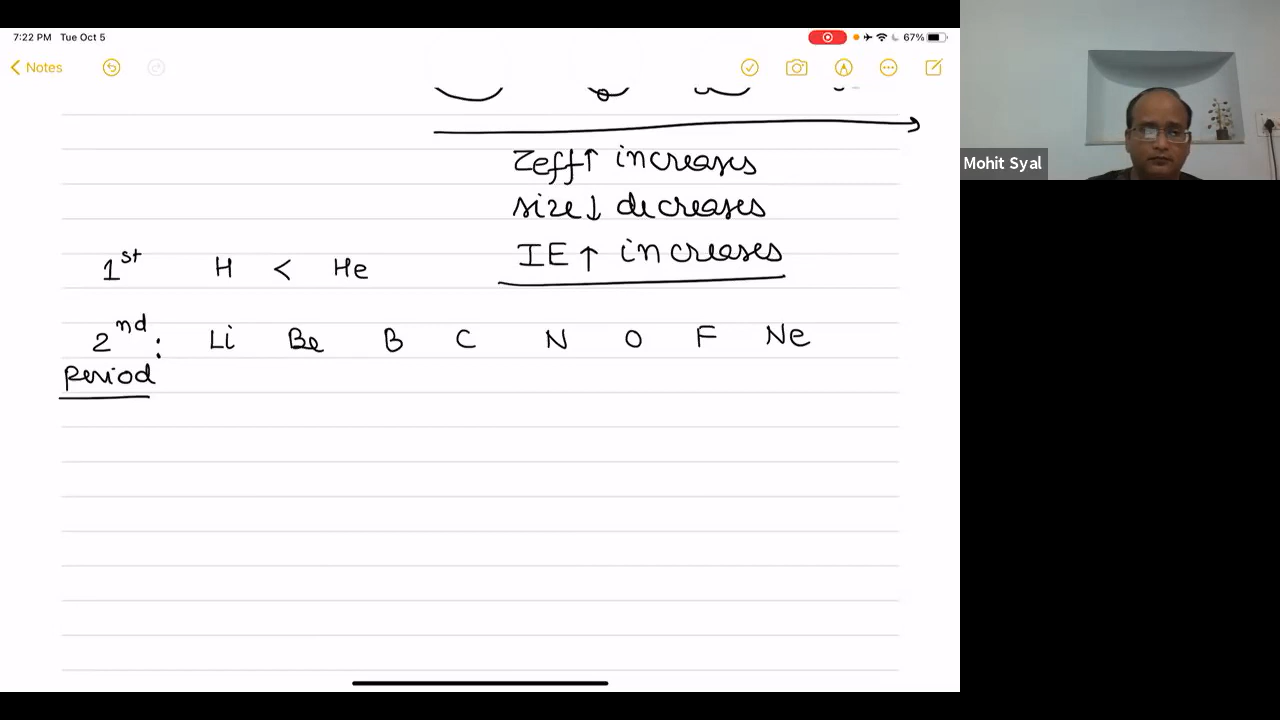 7:22 PM Tue Oct 5
67%
Notes
Zeff↑ increases
size↓ decreases
IE↑ increases
1st H < He
2nd: Li Be B C N O F Ne
Period
Mohit Syal